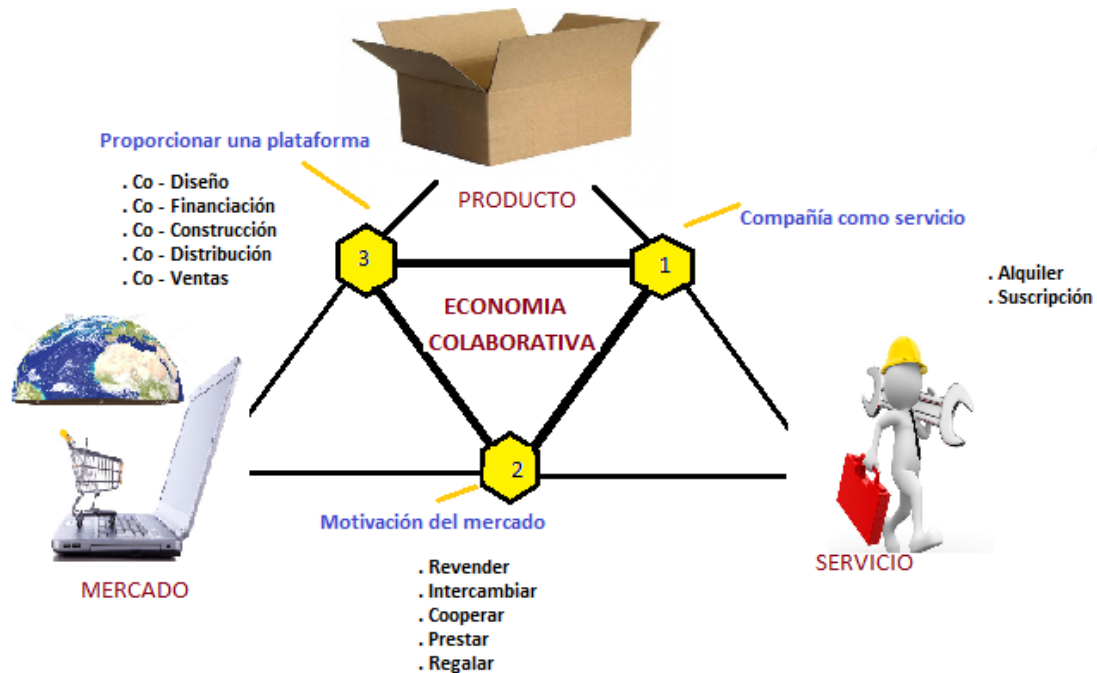 Proporcionar una plataforma
. Co - Diseño
. Co - Financiación
. Co - Construcción
. Co - Distribución
. Co - Ventas
PRODUCTO
Compañía como servicio
. Alquiler
. Suscripción
3
1
ECONOMIA
COLABORATIVA
2
Motivación del mercado
. Revender
. Intercambiar
. Cooperar
. Prestar
. Regalar
MERCADO
SERVICIO